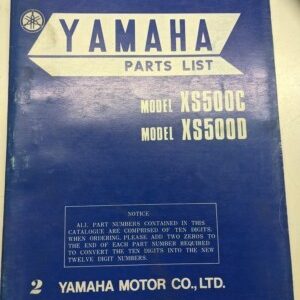 YAMAHA
PARTS LIST
MODEL XS500C
MODEL XS500D
NOTICE
ALL PART NUMBERS CONTAINED IN THIS
CATALOGUE ARE COMPRISED OF TEN DIGITS.
WHEN ORDERING, PLEASE ADD TWO ZEROS TO
THE END OF EACH PART NUMBER REQUIRED
TO CONVERT THE TEN DIGITS INTO THE NEW
TWELVE DIGIT NUMBERS.
2 YAMAHA MOTOR CO., LTD.